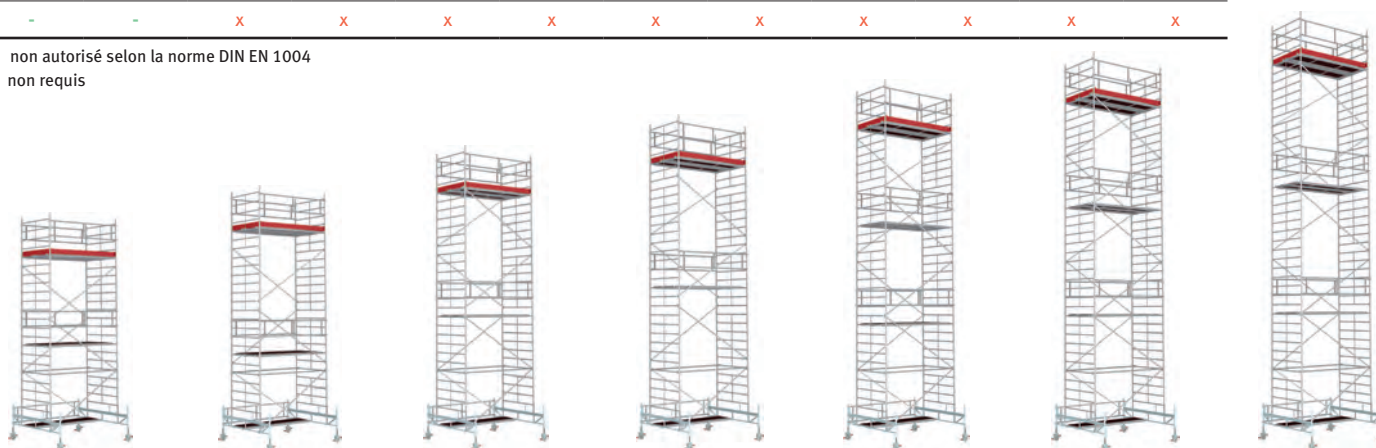 - - x x x x x x x x x x
non autorisé selon la norme DIN EN 1004
non requis